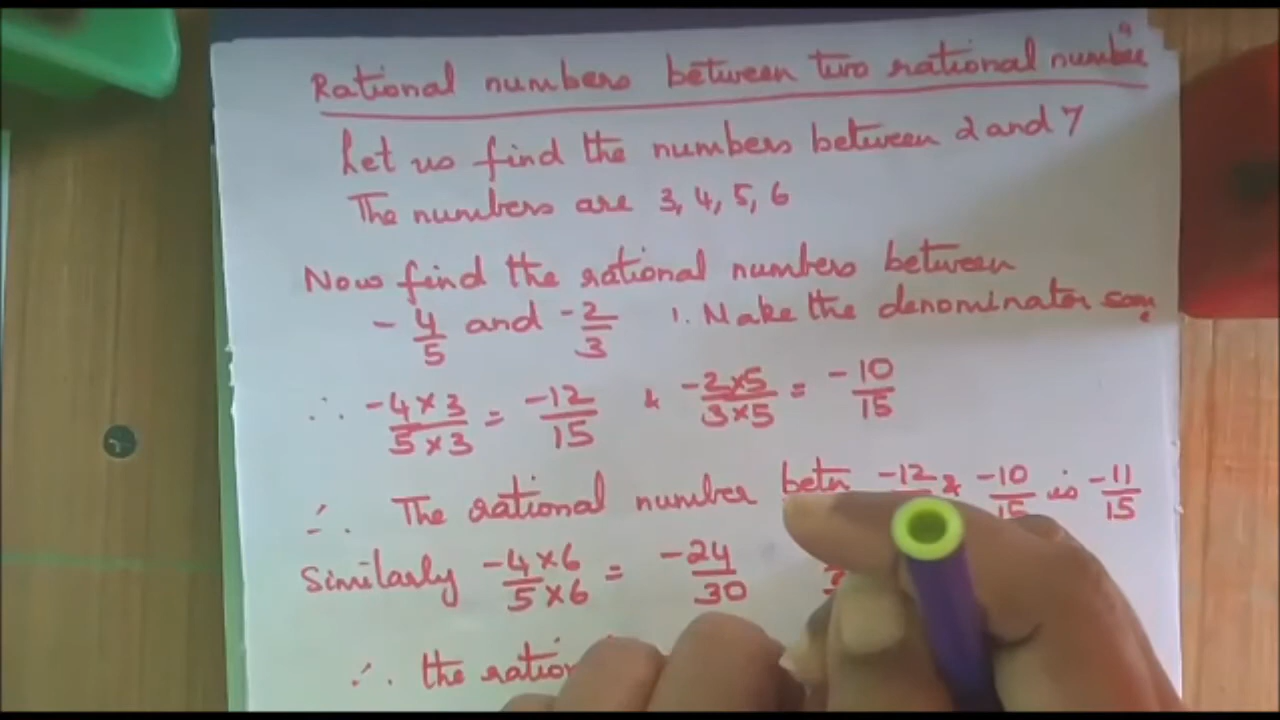 Rational numbers between two rational number
Let us find the numbers between 2 and 7
The numbers are 3, 4, 5, 6
Now find the rational numbers between
-4/5 and -2/3 1. Make the denominator same
∴ -4×3/5×3 = -12/15 & -2×5/3×5 = -10/15
∴ The rational number betn -12 & -10/15 is -11/15
Similarly -4×6/5×6 = -24/30
∴ the